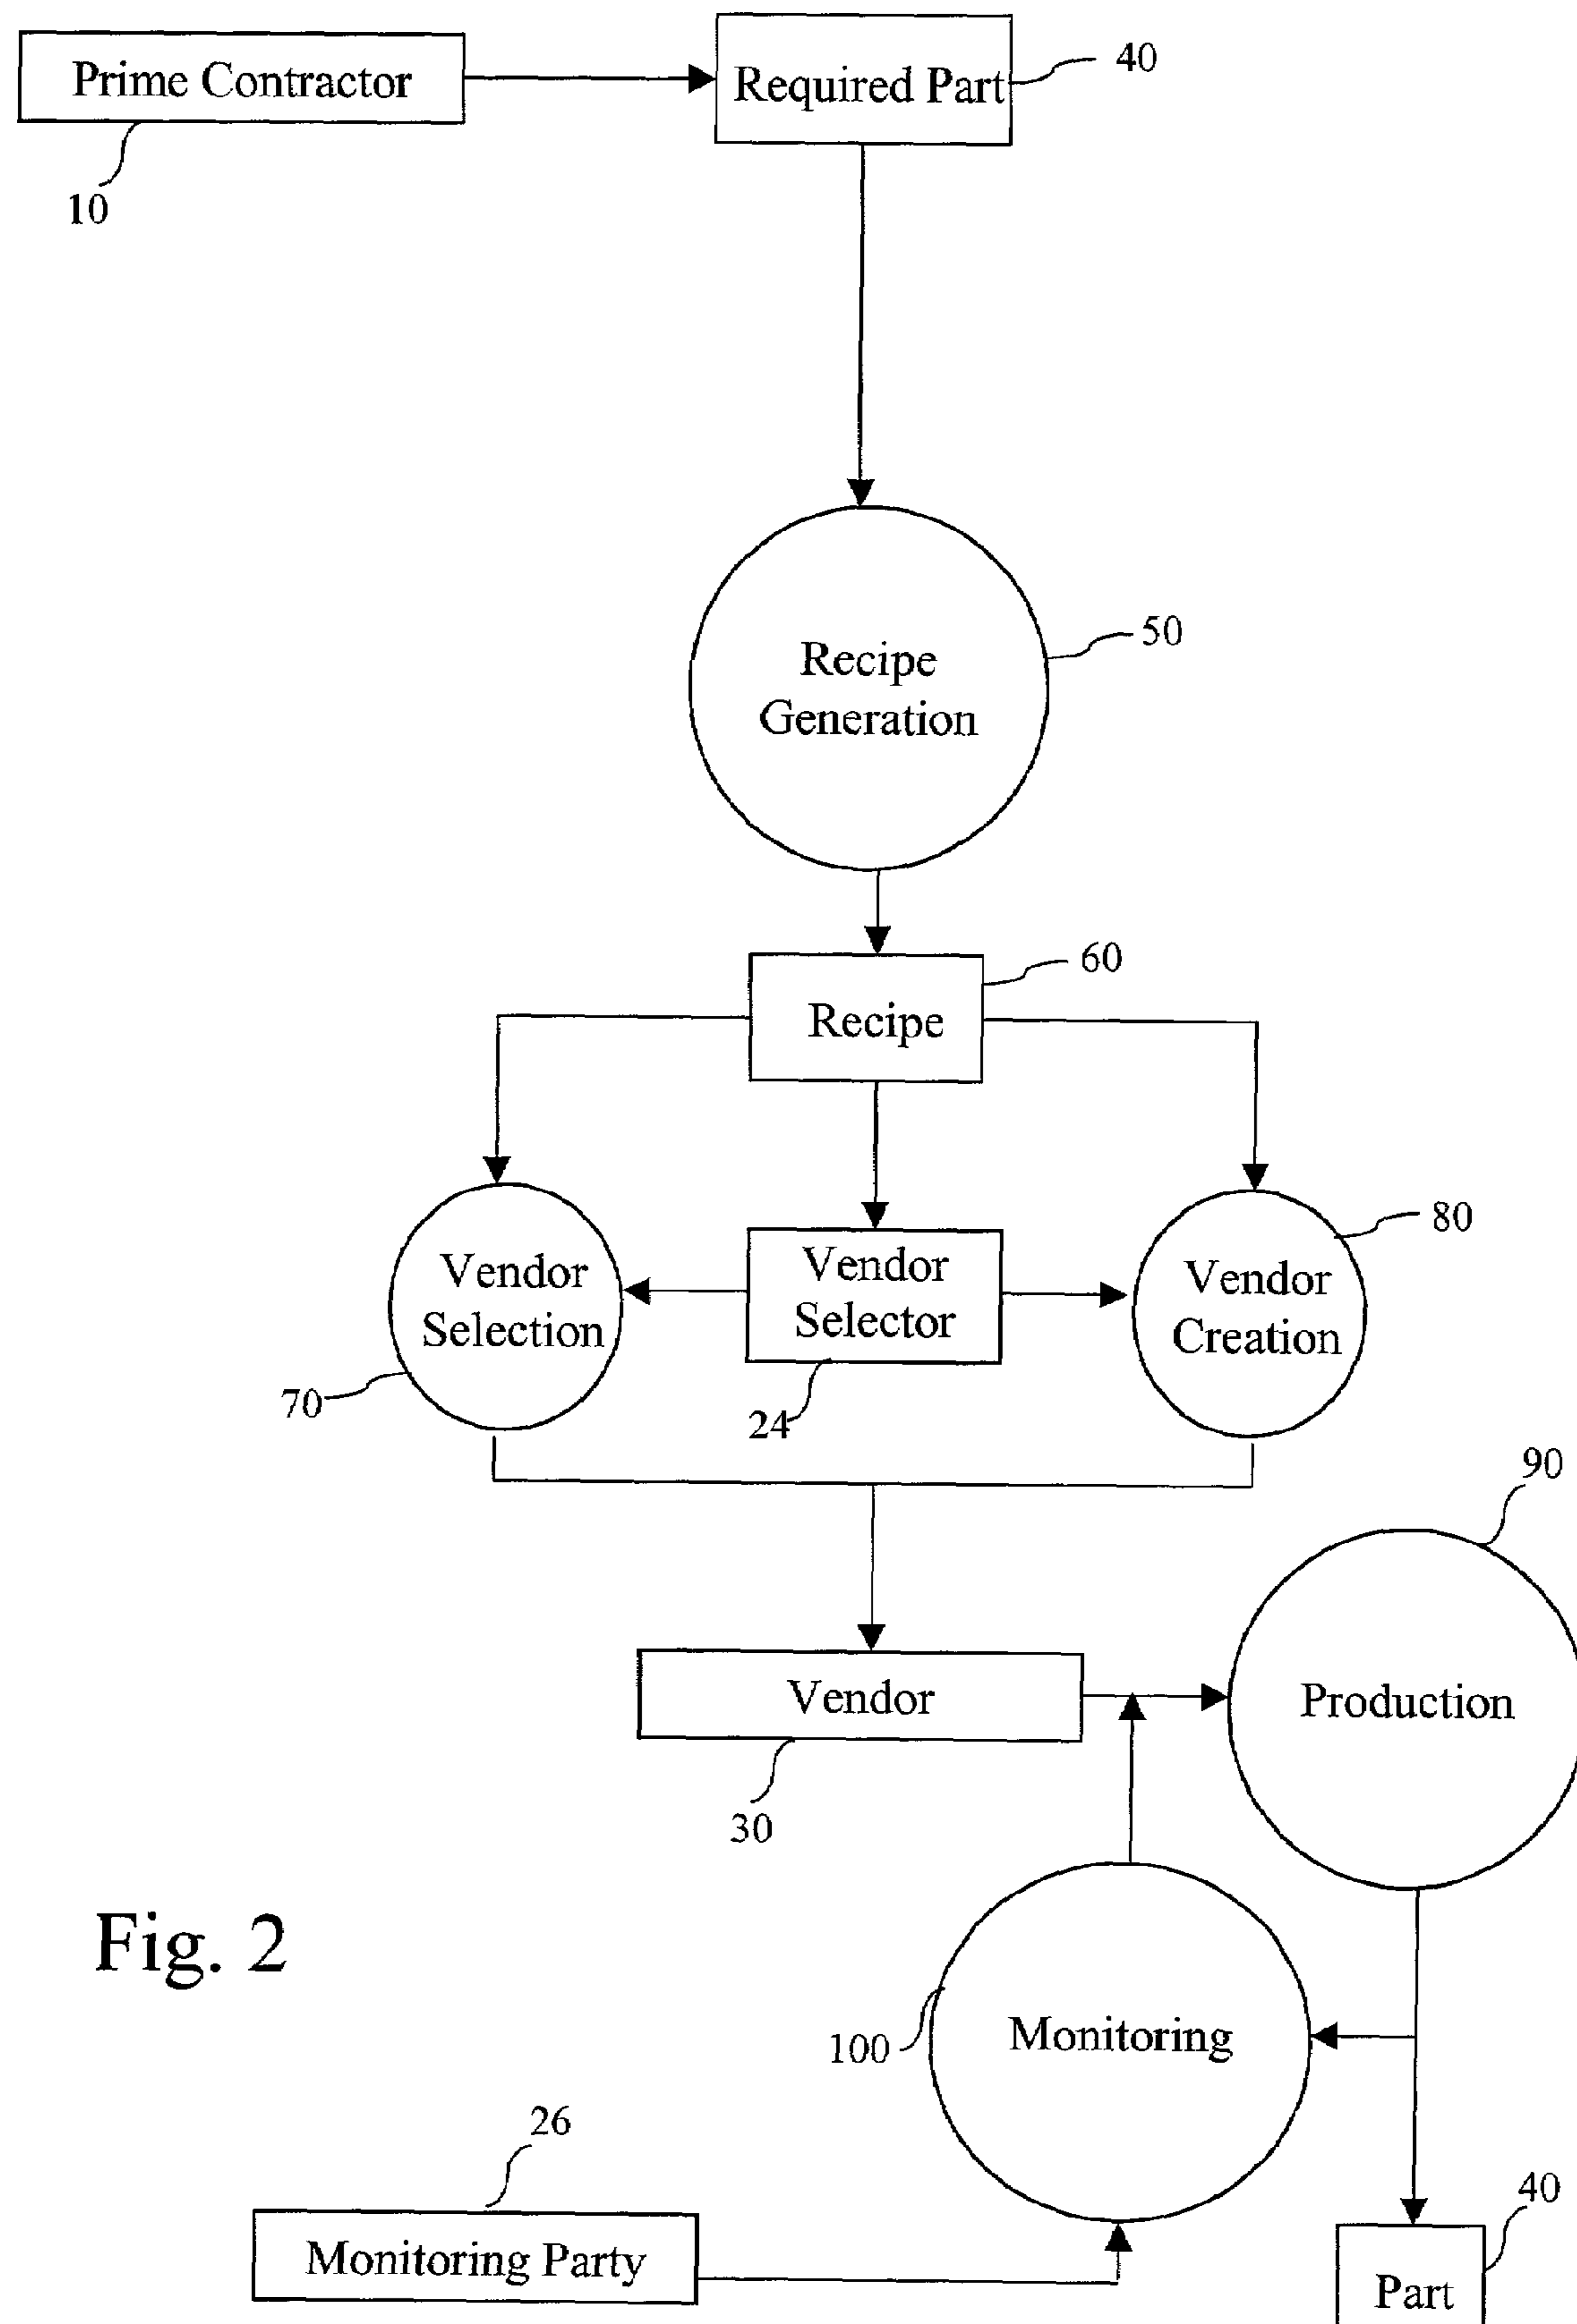 Prime Contractor
10
Required Part
40
Recipe
Generation
50
Recipe
60
Vendor
Selection
70
Vendor
Selector
24
Vendor
Creation
80
Vendor
30
Production
90
Fig. 2
Monitoring
100
26
Monitoring Party
40
Part